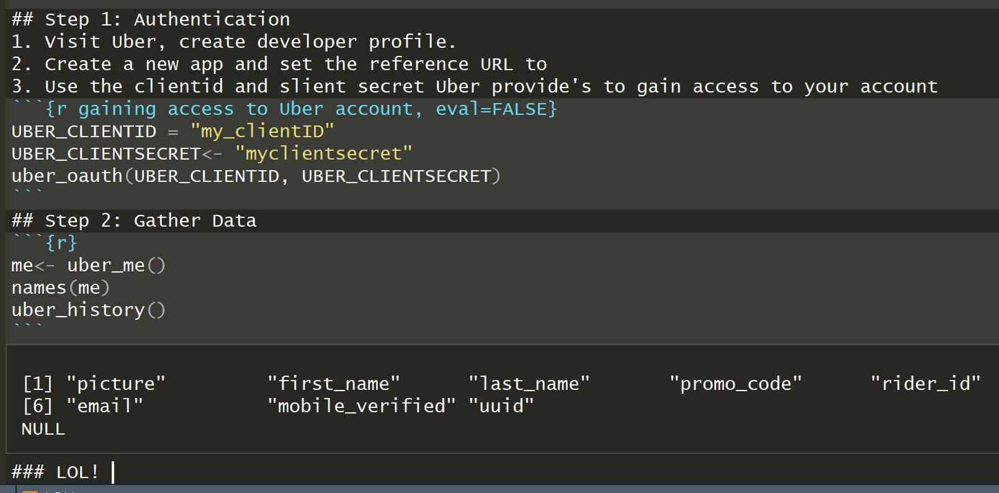 ## Step 1: Authentication
1. Visit Uber, create developer profile.
2. Create a new app and set the reference URL to
3. Use the clientid and slient secret Uber provide's to gain access to your account
```{r gaining access to Uber account, eval=FALSE}
UBER_CLIENTID = "my_clientID"
UBER_CLIENTSECRET<- "myclientsecret"
uber_oauth(UBER_CLIENTID, UBER_CLIENTSECRET)
```
## Step 2: Gather Data
```{r}
me<- uber_me()
names(me)
uber_history()
```
[1] "picture" "first_name" "last_name" "promo_code" "rider_id"
[6] "email" "mobile_verified" "uuid"
NULL
### LOL!